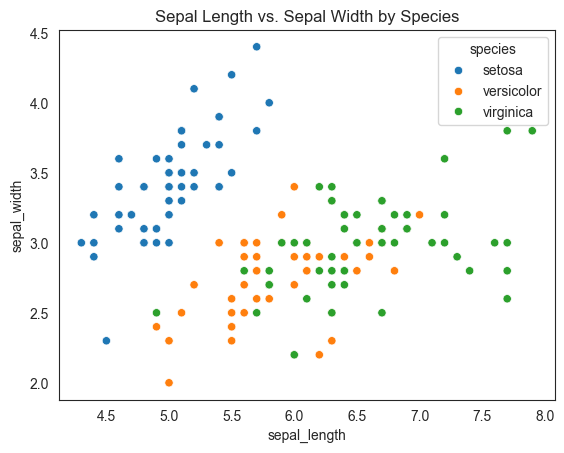 Sepal Length vs. Sepal Width by Species
4.5
4.0
3.5
3.0
2.5
2.0
sepal_width
species
setosa
versicolor
virginica
4.5 5.0 5.5 6.0 6.5 7.0 7.5 8.0
sepal_length